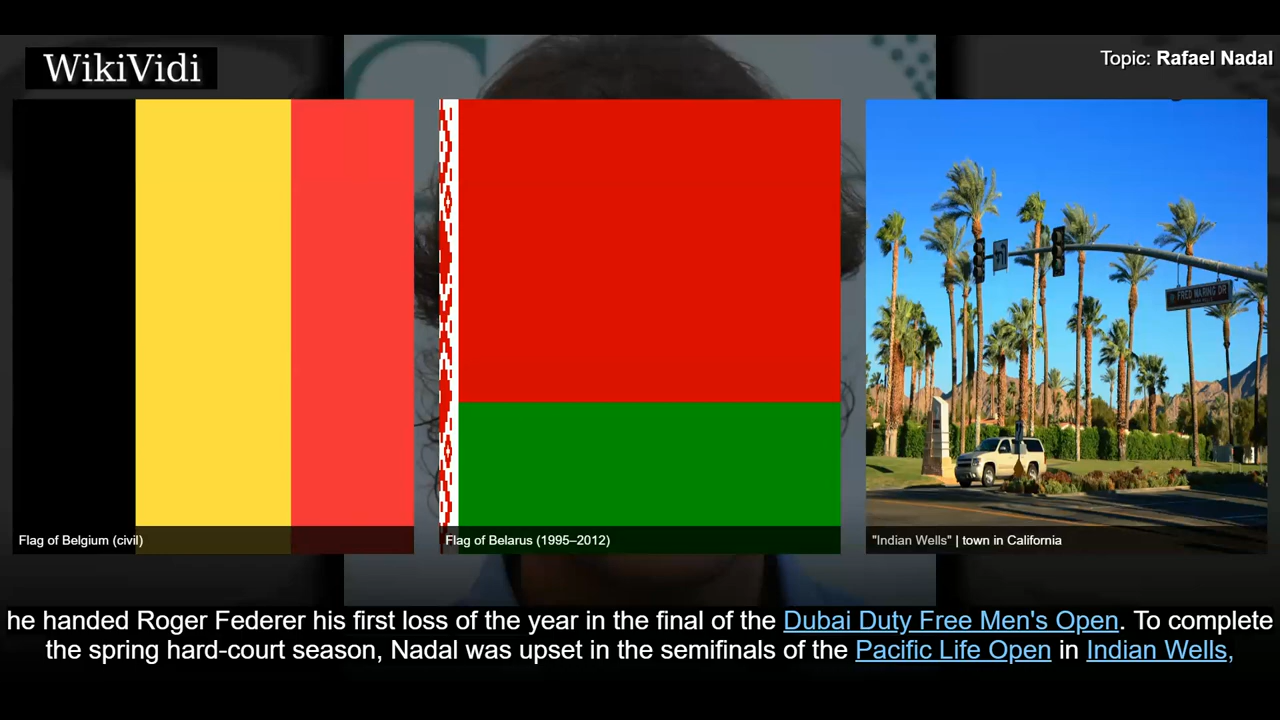 WikiVidi
Topic: Rafael Nadal
FRED WARING DR
Flag of Belgium (civil)
Flag of Belarus (1995–2012)
"Indian Wells" | town in California
he handed Roger Federer his first loss of the year in the final of the Dubai Duty Free Men's Open. To complete
the spring hard-court season, Nadal was upset in the semifinals of the Pacific Life Open in Indian Wells,